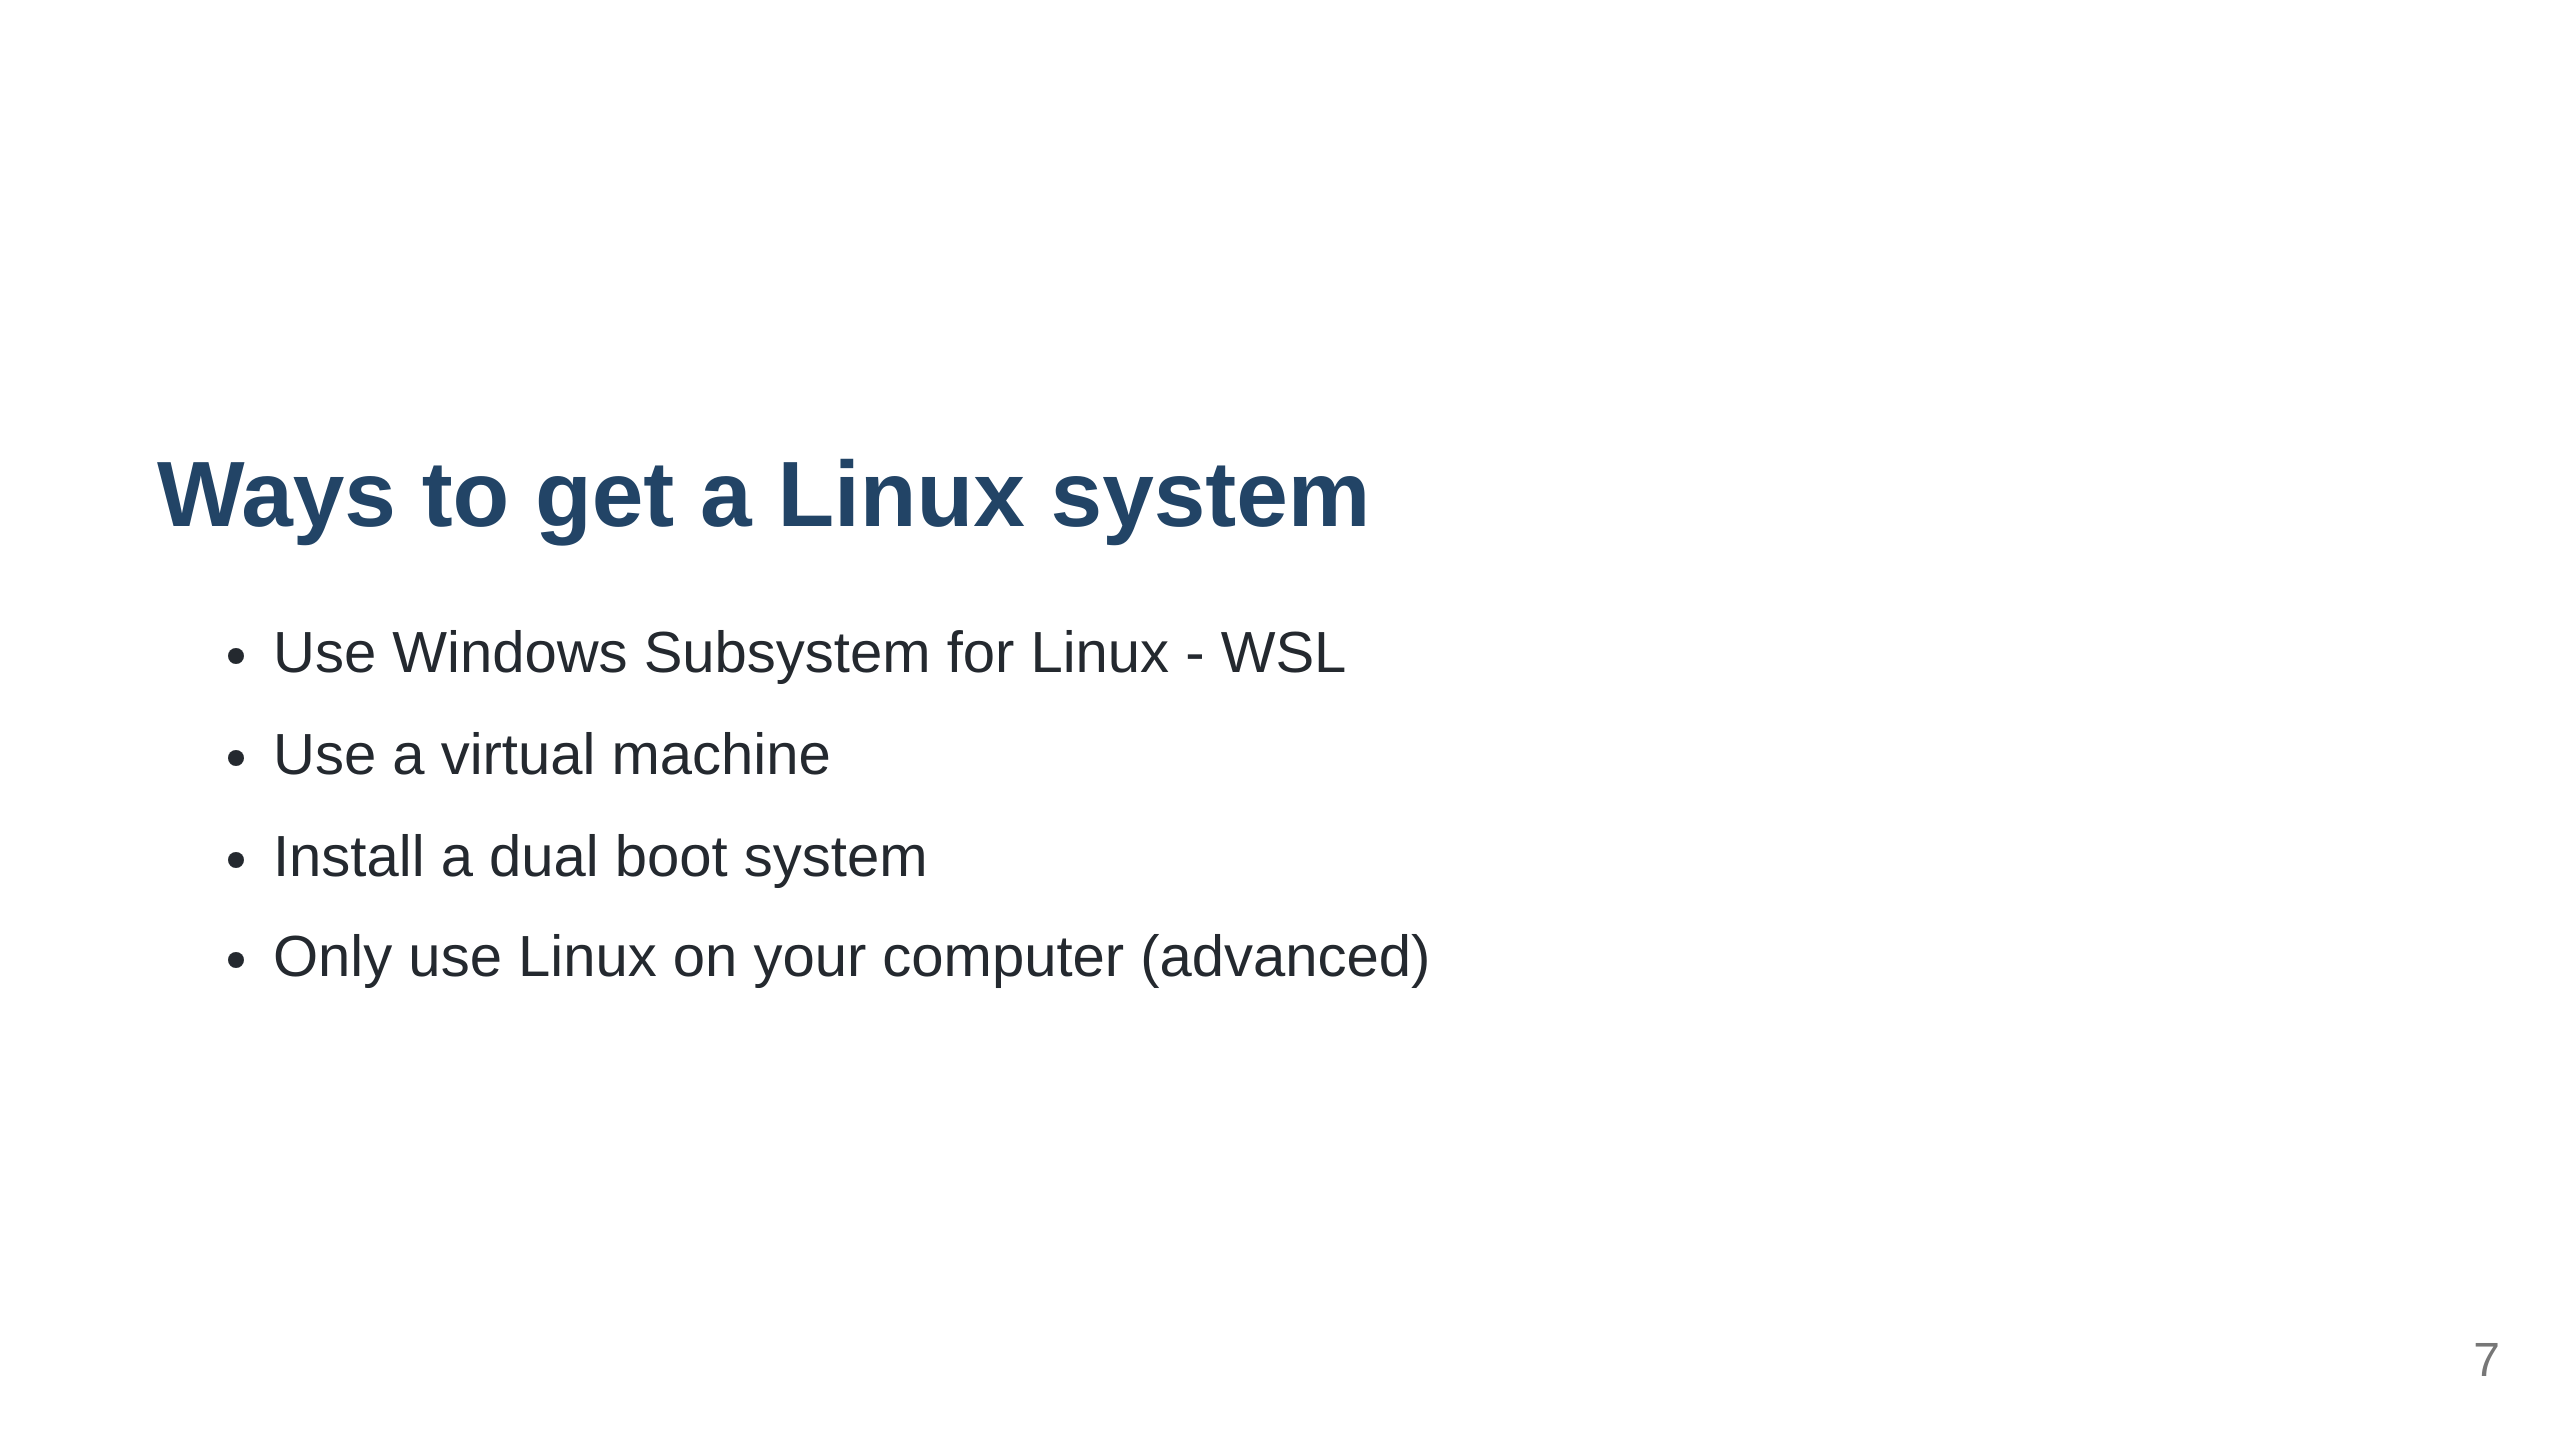 Ways to get a Linux system
• Use Windows Subsystem for Linux - WSL
• Use a virtual machine
• Install a dual boot system
• Only use Linux on your computer (advanced)
7